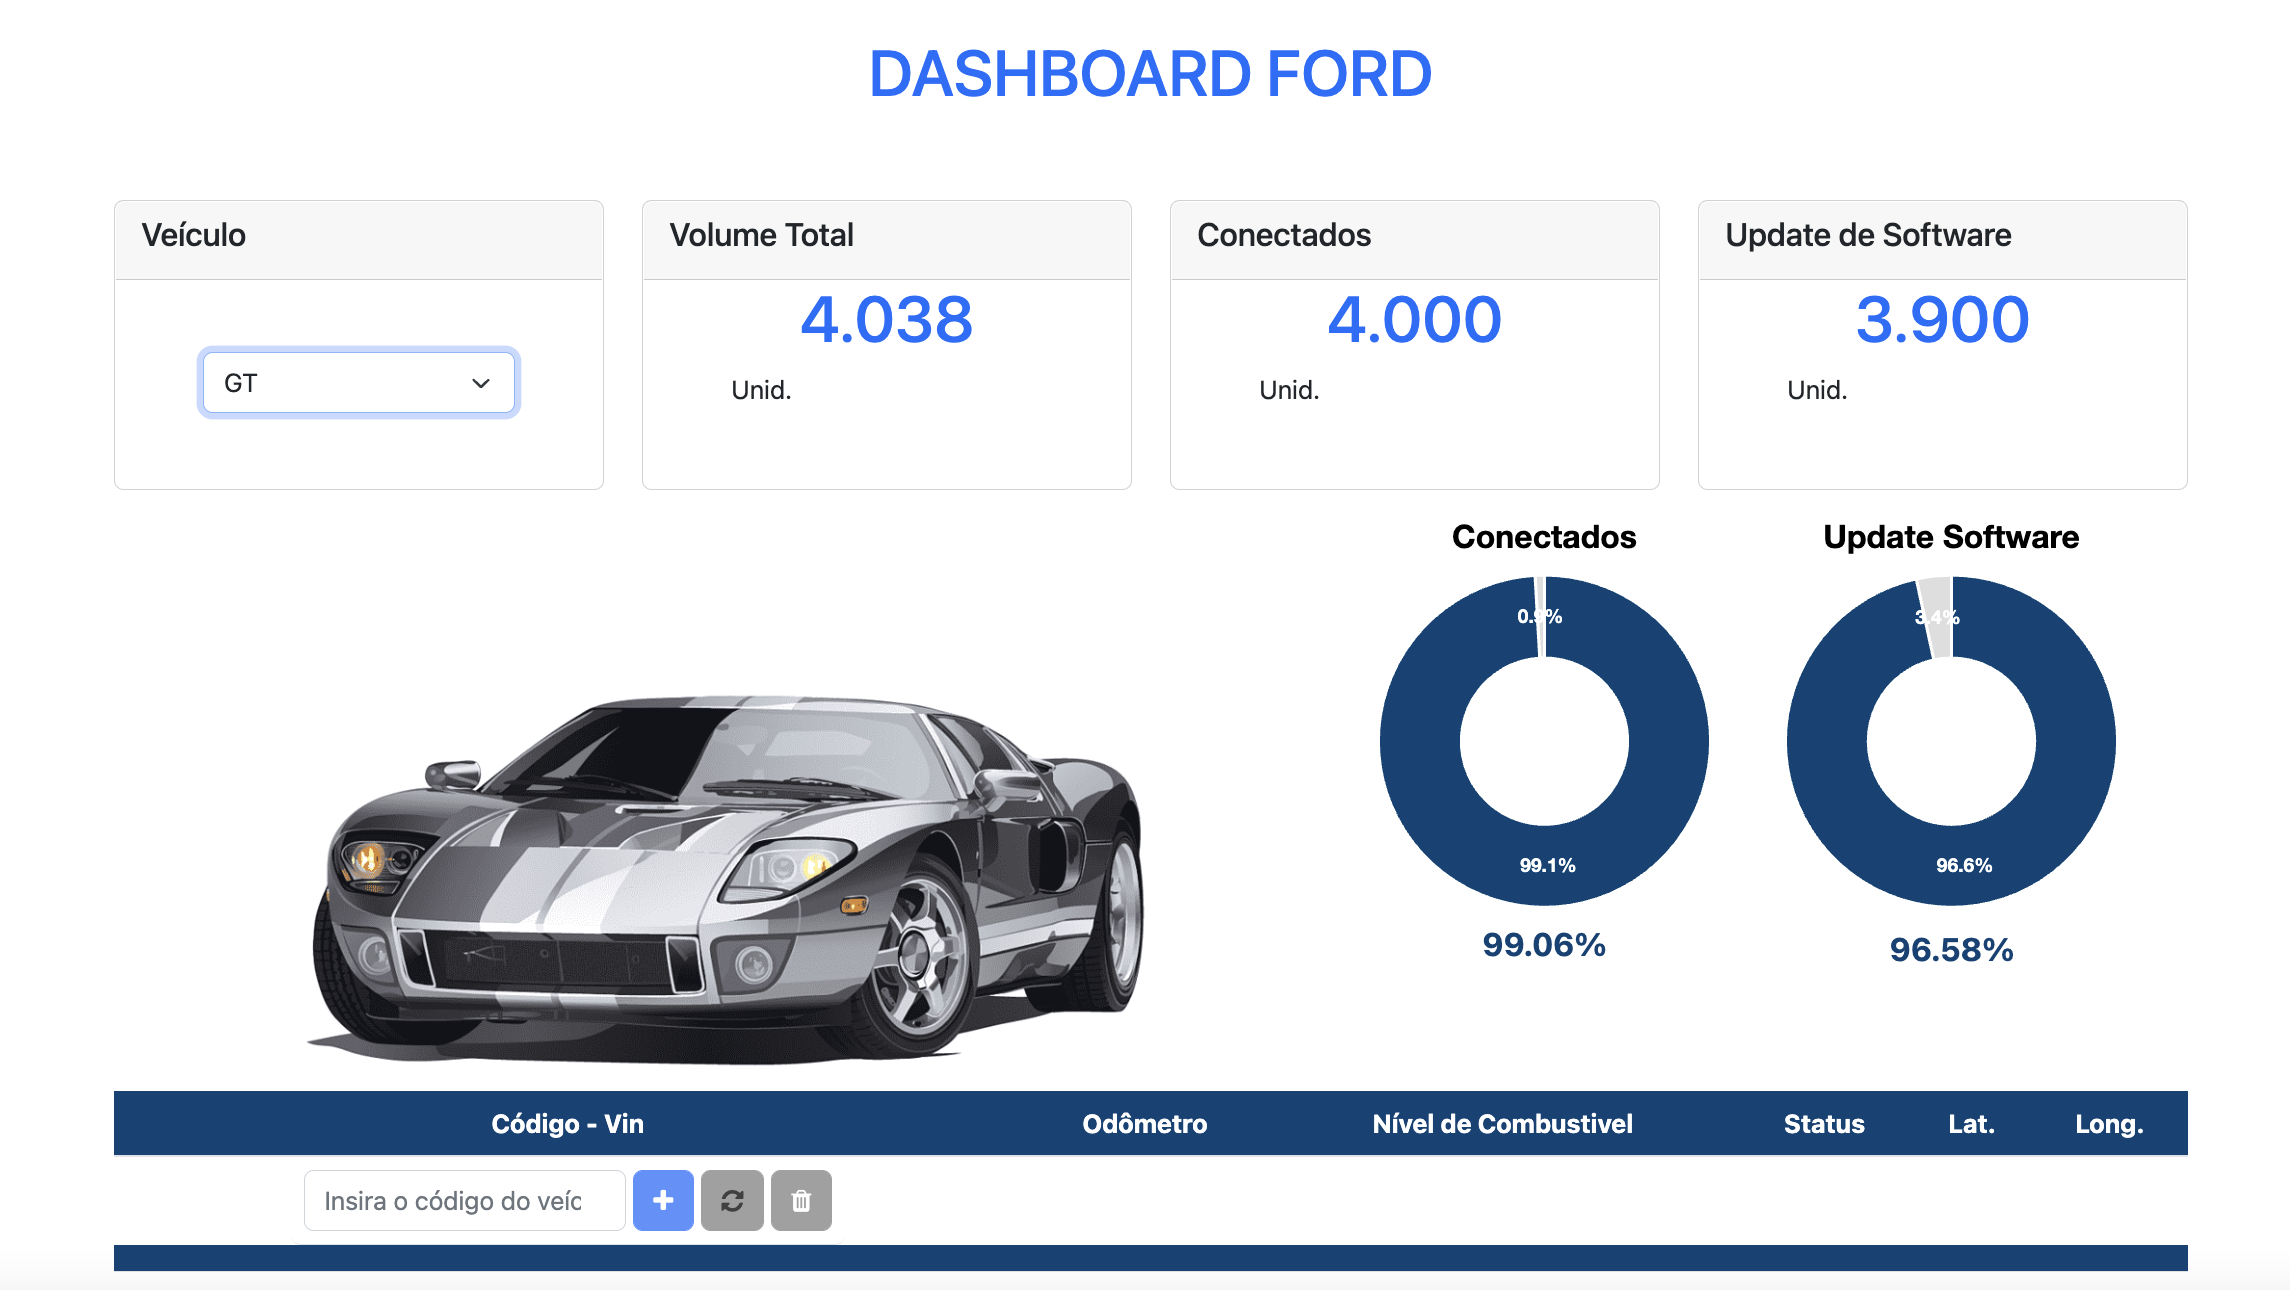 DASHBOARD FORD
Veículo
Volume Total
Conectados
Update de Software
GT
4.038
Unid.
4.000
Unid.
3.900
Unid.
Conectados
Update Software
0.9%
99.1%
99.06%
3.4%
96.6%
96.58%
Código - Vin
Odômetro
Nível de Combustivel
Status
Lat.
Long.
Insira o código do veíc